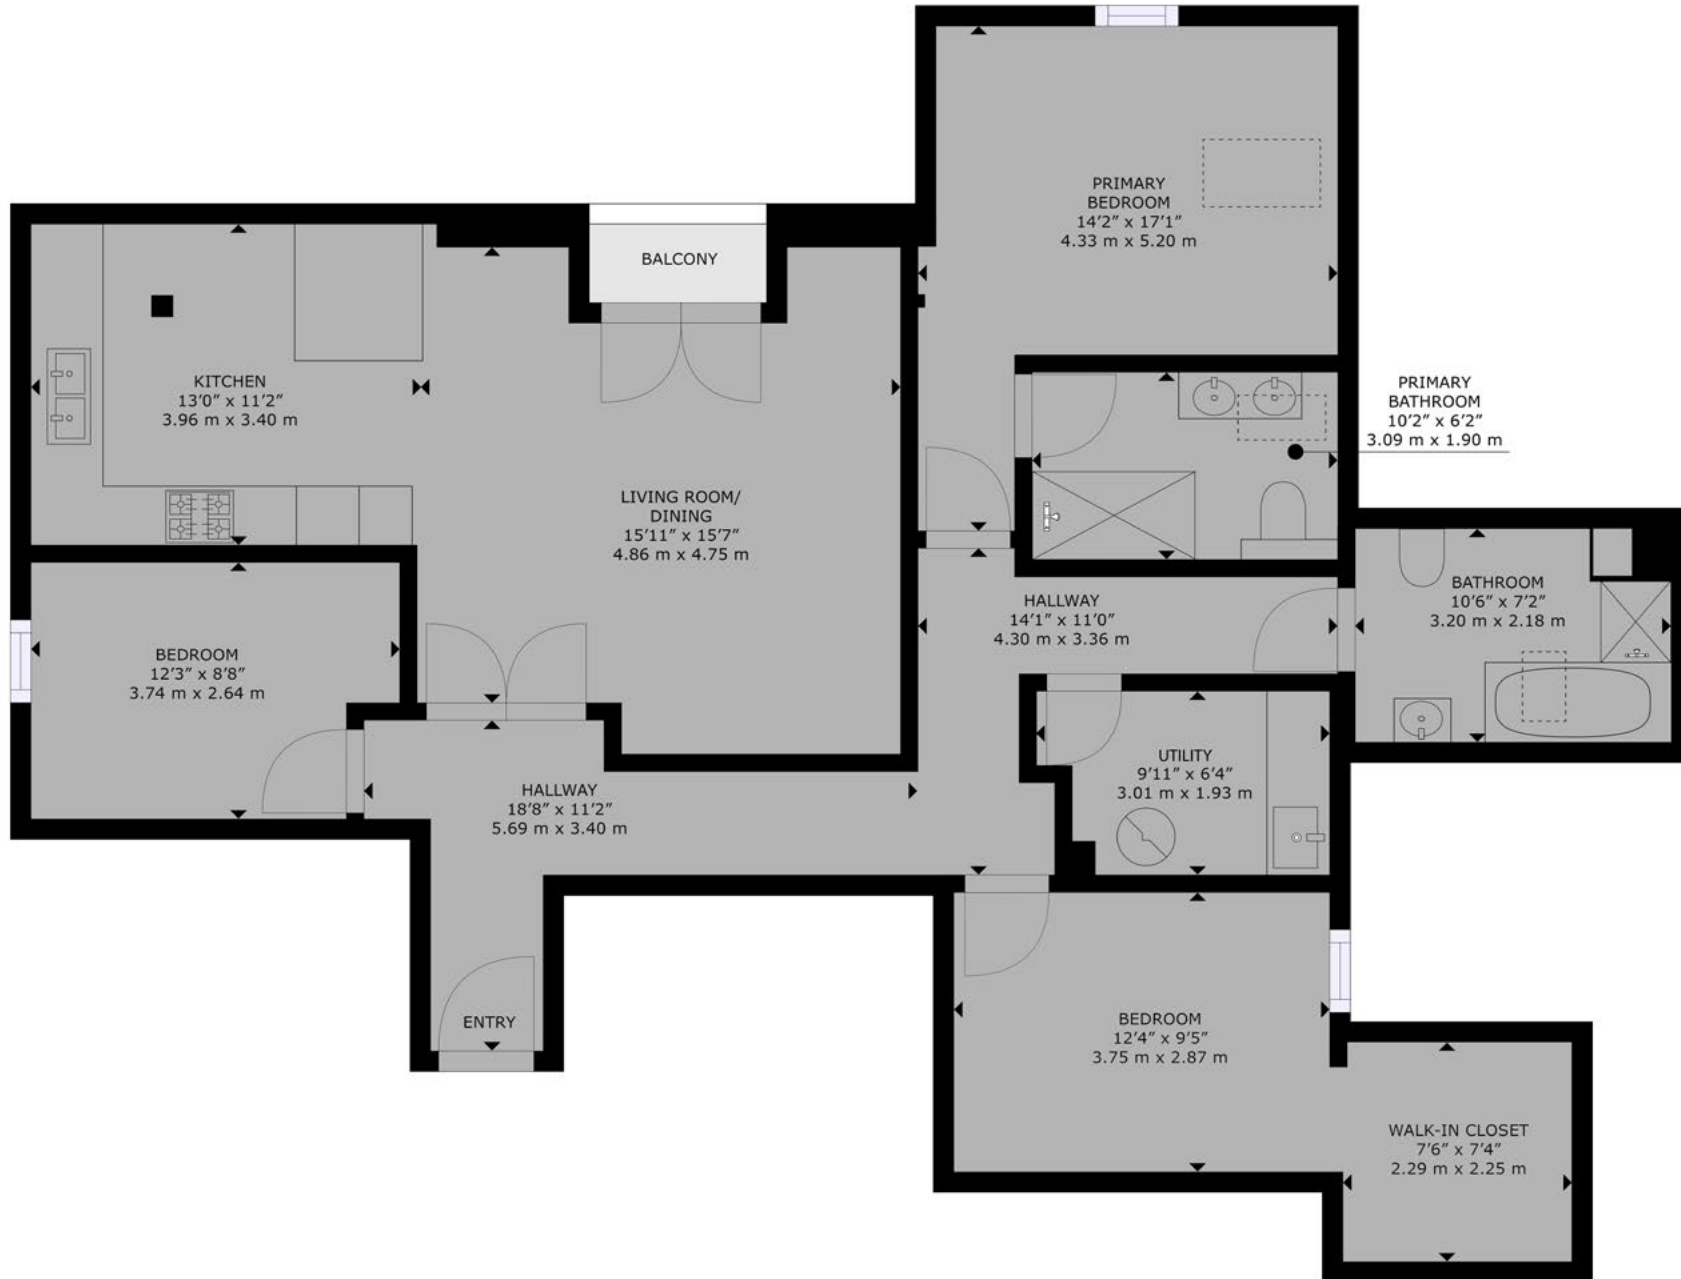 PRIMARY
BEDROOM
14'2" x 17'1"
4.33 m x 5.20 m
BALCONY
KITCHEN
13'0" x 11'2"
3.96 m x 3.40 m
PRIMARY
BATHROOM
10'2" x 6'2"
3.09 m x 1.90 m
LIVING ROOM/
DINING
15'11" x 15'7"
4.86 m x 4.75 m
BATHROOM
10'6" x 7'2"
3.20 m x 2.18 m
HALLWAY
14'1" x 11'0"
4.30 m x 3.36 m
BEDROOM
12'3" x 8'8"
3.74 m x 2.64 m
UTILITY
9'11" x 6'4"
3.01 m x 1.93 m
HALLWAY
18'8" x 11'2"
5.69 m x 3.40 m
ENTRY
BEDROOM
12'4" x 9'5"
3.75 m x 2.87 m
WALK-IN CLOSET
7'6" x 7'4"
2.29 m x 2.25 m